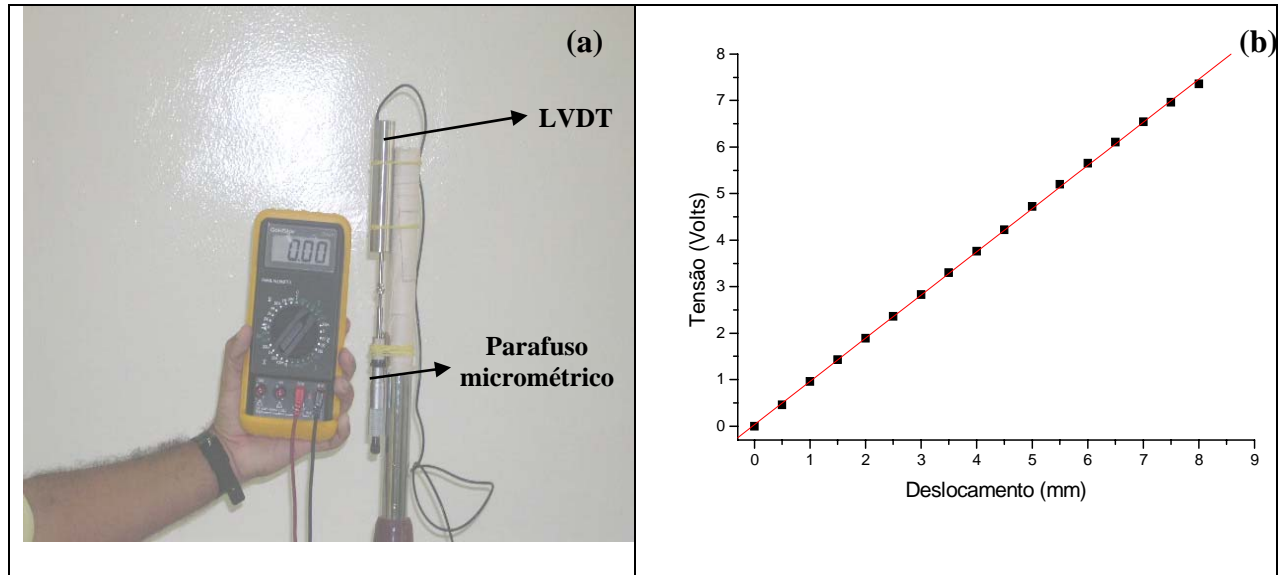 (a)
LVDT
0.00
Parafuso
micrométrico
(b)
8
7
6
5
4
3
2
1
0
Tensão (Volts)
0 1 2 3 4 5 6 7 8 9
Deslocamento (mm)